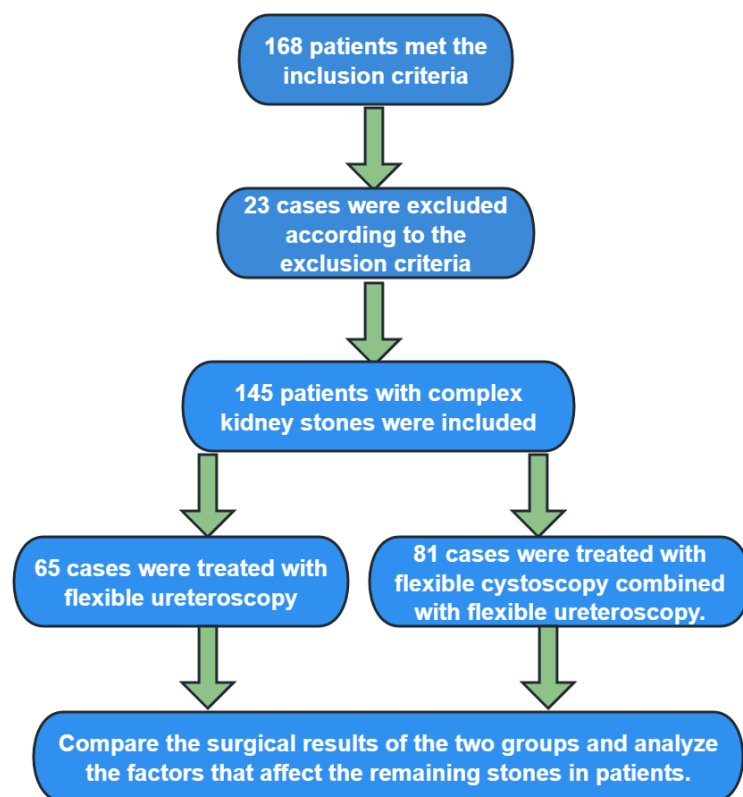 168 patients met the
inclusion criteria
23 cases were excluded
according to the
exclusion criteria
145 patients with complex
kidney stones were included
65 cases were treated with
flexible ureteroscopy
81 cases were treated with
flexible cystoscopy combined
with flexible ureteroscopy.
Compare the surgical results of the two groups and analyze
the factors that affect the remaining stones in patients.